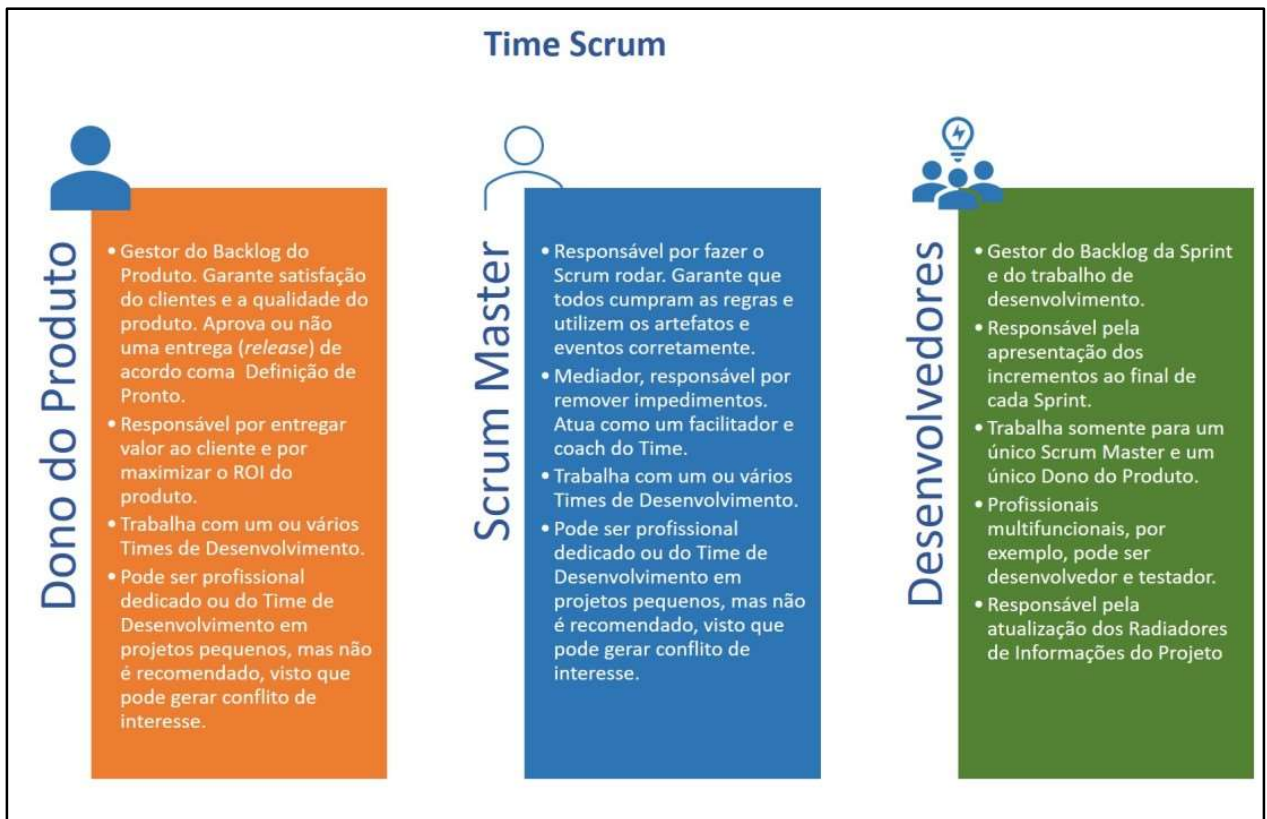 Time Scrum
Dono do Produto
• Gestor do Backlog do
Produto. Garante satisfação
do clientes e a qualidade do
produto. Aprova ou não
uma entrega (release) de
acordo coma  Definição de
Pronto.
• Responsável por entregar
valor ao cliente e por
maximizar o ROI do
produto.
• Trabalha com um ou vários
Times de Desenvolvimento.
• Pode ser profissional
dedicado ou do Time de
Desenvolvimento em
projetos pequenos, mas não
é recomendado, visto que
pode gerar conflito de
interesse.
Scrum Master
• Responsável por fazer o
Scrum rodar. Garante que
todos cumpram as regras e
utilizem os artefatos e
eventos corretamente.
• Mediador, responsável por
remover impedimentos.
Atua como um facilitador e
coach do Time.
• Trabalha com um ou vários
Times de Desenvolvimento.
• Pode ser profissional
dedicado ou do Time de
Desenvolvimento em
projetos pequenos, mas não
é recomendado, visto que
pode gerar conflito de
interesse.
Desenvolvedores
• Gestor do Backlog da Sprint
e do trabalho de
desenvolvimento.
• Responsável pela
apresentação dos
incrementos ao final de
cada Sprint.
• Trabalha somente para um
único Scrum Master e um
único Dono do Produto.
• Profissionais
multifuncionais, por
exemplo, pode ser
desenvolvedor e testador.
• Responsável pela
atualização dos Radiadores
de Informações do Projeto